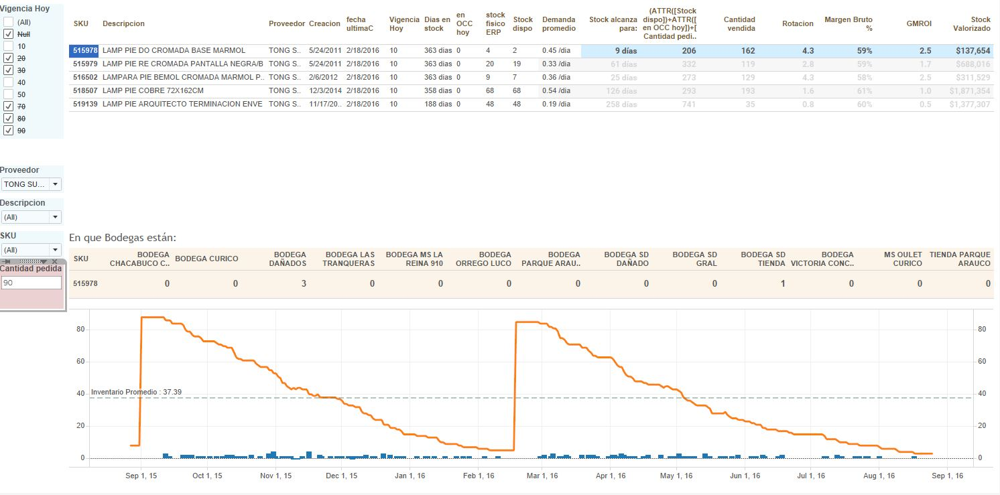 Vigencia Hoy
(All)
Null
10
20
30
40
50
70
80
90
Proveedor
TONG SU...
Descripcion
(All)
SKU
(All)
Cantidad pedida
90
SKU Descripcion Proveedor Creacion fecha ultimaC Vigencia Hoy Dias en stock en OCC hoy stock fisico ERP Stock dispo Demanda promedio Stock alcanza para: (ATTR([Stock dispo])+ATTR([ en OCC hoy])+[ Cantidad pedi.. Cantidad vendida Rotacion Margen Bruto % GMROI Stock Valorizado
515978 LAMP PIE DO CROMADA BASE MARMOL TONG S.. 5/24/2011 2/18/2016 10 363 dias 0 4 2 0.45 /dia 9 días 206 162 4.3 59% 2.5 $137,654
515979 LAMP PIE RE CROMADA PANTALLA NEGRA/B TONG S.. 5/24/2011 2/18/2016 10 363 dias 0 20 19 0.33 /dia 61 días 332 119 2.8 59% 1.7 $688,016
516502 LAMPARA PIE BEMOL CROMADA MARMOL P.. TONG S.. 2/6/2012 2/18/2016 10 363 dias 0 9 7 0.36 /dia 25 días 273 129 4.3 58% 2.5 $311,529
518507 LAMP PIE COBRE 72X162CM TONG S.. 12/3/2014 2/18/2016 10 358 dias 0 68 68 0.54 /dia 126 días 293 193 1.6 61% 1.0 $1,871,354
519139 LAMP PIE ARQUITECTO TERMINACION ENVE TONG S.. 11/17/20.. 2/18/2016 10 188 dias 0 48 48 0.19 /dia 258 días 741 35 0.8 60% 0.5 $1,377,307
En que Bodegas están:
SKU BODEGA CHACABUCO C.. BODEGA CURICO BODEGA DAÑADOS BODEGA LAS TRANQUERAS BODEGA MS LA REINA 910 BODEGA ORREGO LUCO BODEGA PARQUE ARAU.. BODEGA SD DAÑADO BODEGA SD GRAL BODEGA SD TIENDA BODEGA VICTORIA CONC.. MS OULET CURICO TIENDA PARQUE ARAUCO
515978 0 0 3 0 0 0 0 0 0 1 0 0 0
80 80
60 60
40 40
Inventario Promedio : 37.39
20 20
0 0
Sep 1, 15 Oct 1, 15 Nov 1, 15 Dec 1, 15 Jan 1, 16 Feb 1, 16 Mar 1, 16 Apr 1, 16 May 1, 16 Jun 1, 16 Jul 1, 16 Aug 1, 16 Sep 1, 16